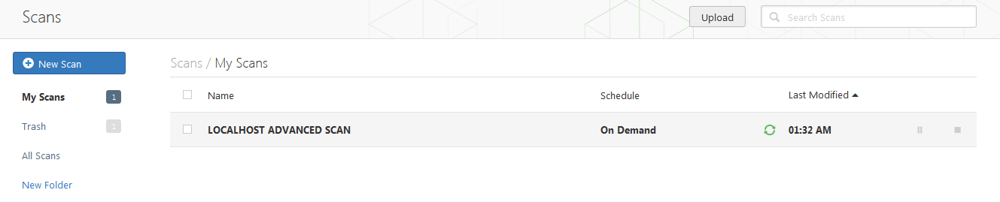 Scans
Upload
Search Scans
New Scan
Scans / My Scans
My Scans 1
Name Schedule Last Modified
Trash 1
LOCALHOST ADVANCED SCAN On Demand 01:32 AM
All Scans
New Folder